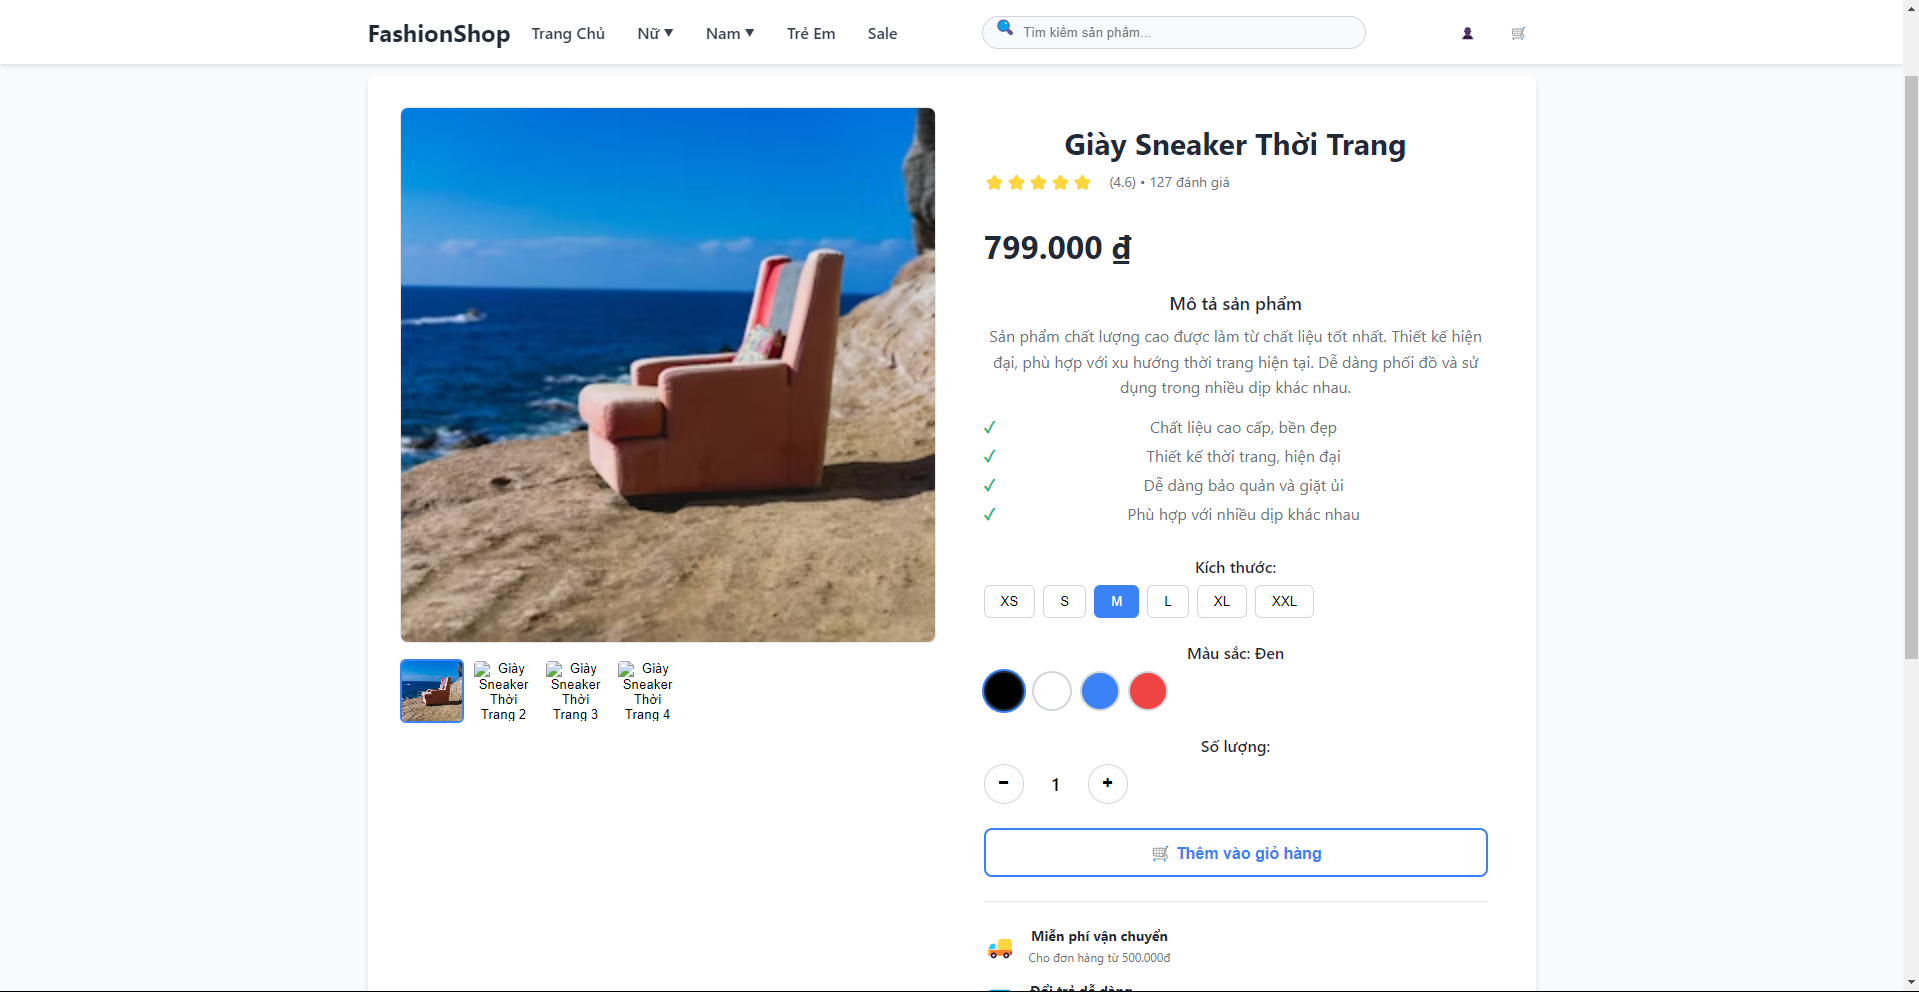 FashionShop
Trang Chủ
Nữ ▼
Nam ▼
Trẻ Em
Sale
Tìm kiếm sản phẩm...
Giày Sneaker Thời Trang
(4.6) • 127 đánh giá
799.000 ₫
Mô tả sản phẩm
Sản phẩm chất lượng cao được làm từ chất liệu tốt nhất. Thiết kế hiện
đại, phù hợp với xu hướng thời trang hiện tại. Dễ dàng phối đồ và sử
dụng trong nhiều dịp khác nhau.
✓ Chất liệu cao cấp, bền đẹp
✓ Thiết kế thời trang, hiện đại
✓ Dễ dàng bảo quản và giặt ủi
✓ Phù hợp với nhiều dịp khác nhau
Kích thước:
XS
S
M
L
XL
XXL
Màu sắc: Đen
Số lượng:
− 1 +
Thêm vào giỏ hàng
Miễn phí vận chuyển
Cho đơn hàng từ 500.000đ
Đổi trả dễ dàng
Giày
Sneaker
Thời
Trang 2
Giày
Sneaker
Thời
Trang 3
Giày
Sneaker
Thời
Trang 4